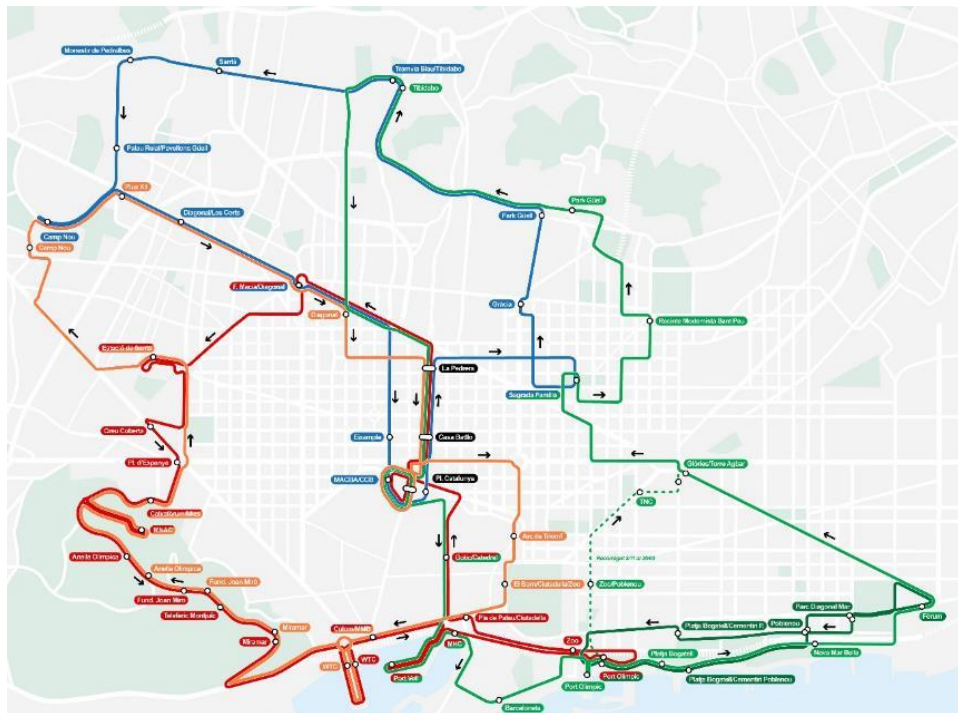 Monestir de Pedralbes
Sarrià
Tramvia Blau/Tibidabo
Tibidabo
Palau Reial/Pavellons Güell
Pius XII
Diagonal/Les Corts
Camp Nou
Camp Nou
Park Güell
Park Güell
F. Macià/Diagonal
Diagonal
Gràcia
Recinte Modernista Sant Pau
Estació de Sants
La Pedrera
Sagrada Família
Creu Coberta
Eixample
Casa Batlló
Pl. d'Espanya
MACBA/CCCB
Pl. Catalunya
Glòries/Torre Agbar
TNC
CaixaFòrum
MNAC
Arc de Triomf
Anella Olímpica
Anella Olímpica
Gòtic/Catedral
Fund. Joan Miró
Fund. Joan Miró
El Born/Ciutadella/Zoo
Zoo/Poblenou
Telefèric Montjuïc
Miramar
Miramar
Colom/MMB
Pla de Palau/Ciutadella
Parc Diagonal Mar
Fòrum
Platja Bogatell/Cementiri P.
Poblenou
WTC
WTC
MHC
Port Vell
Zoo
Platja Bogatell
Nova Mar Bella
Port Olímpic
Port Olímpic
Platja Bogatell/Cementiri Poblenou
Barceloneta